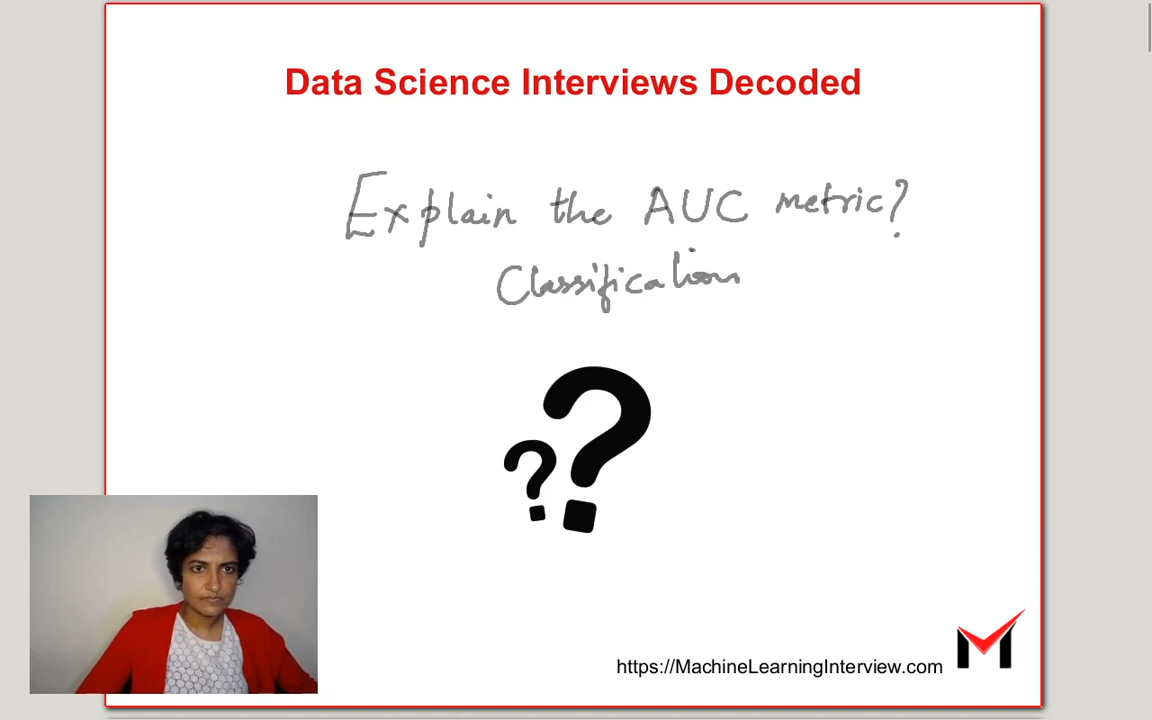 Data Science Interviews Decoded
Explain the AUC metric?
Classification
??
https://MachineLearningInterview.com